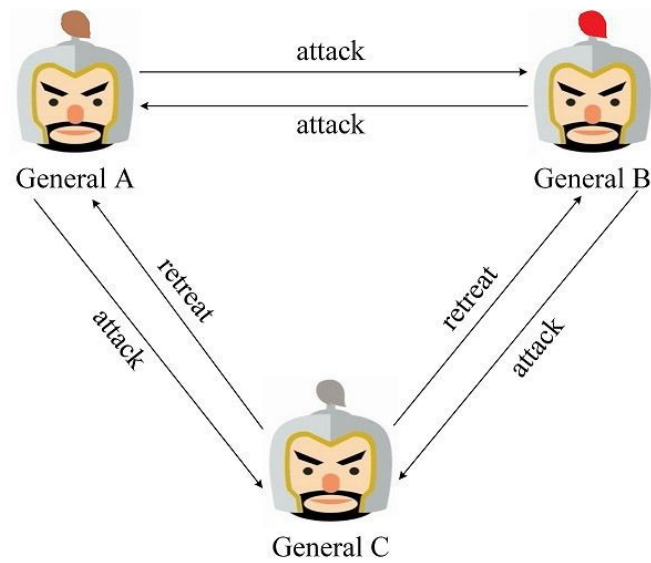 attack
attack
General A
General B
retreat
attack
retreat
attack
General C